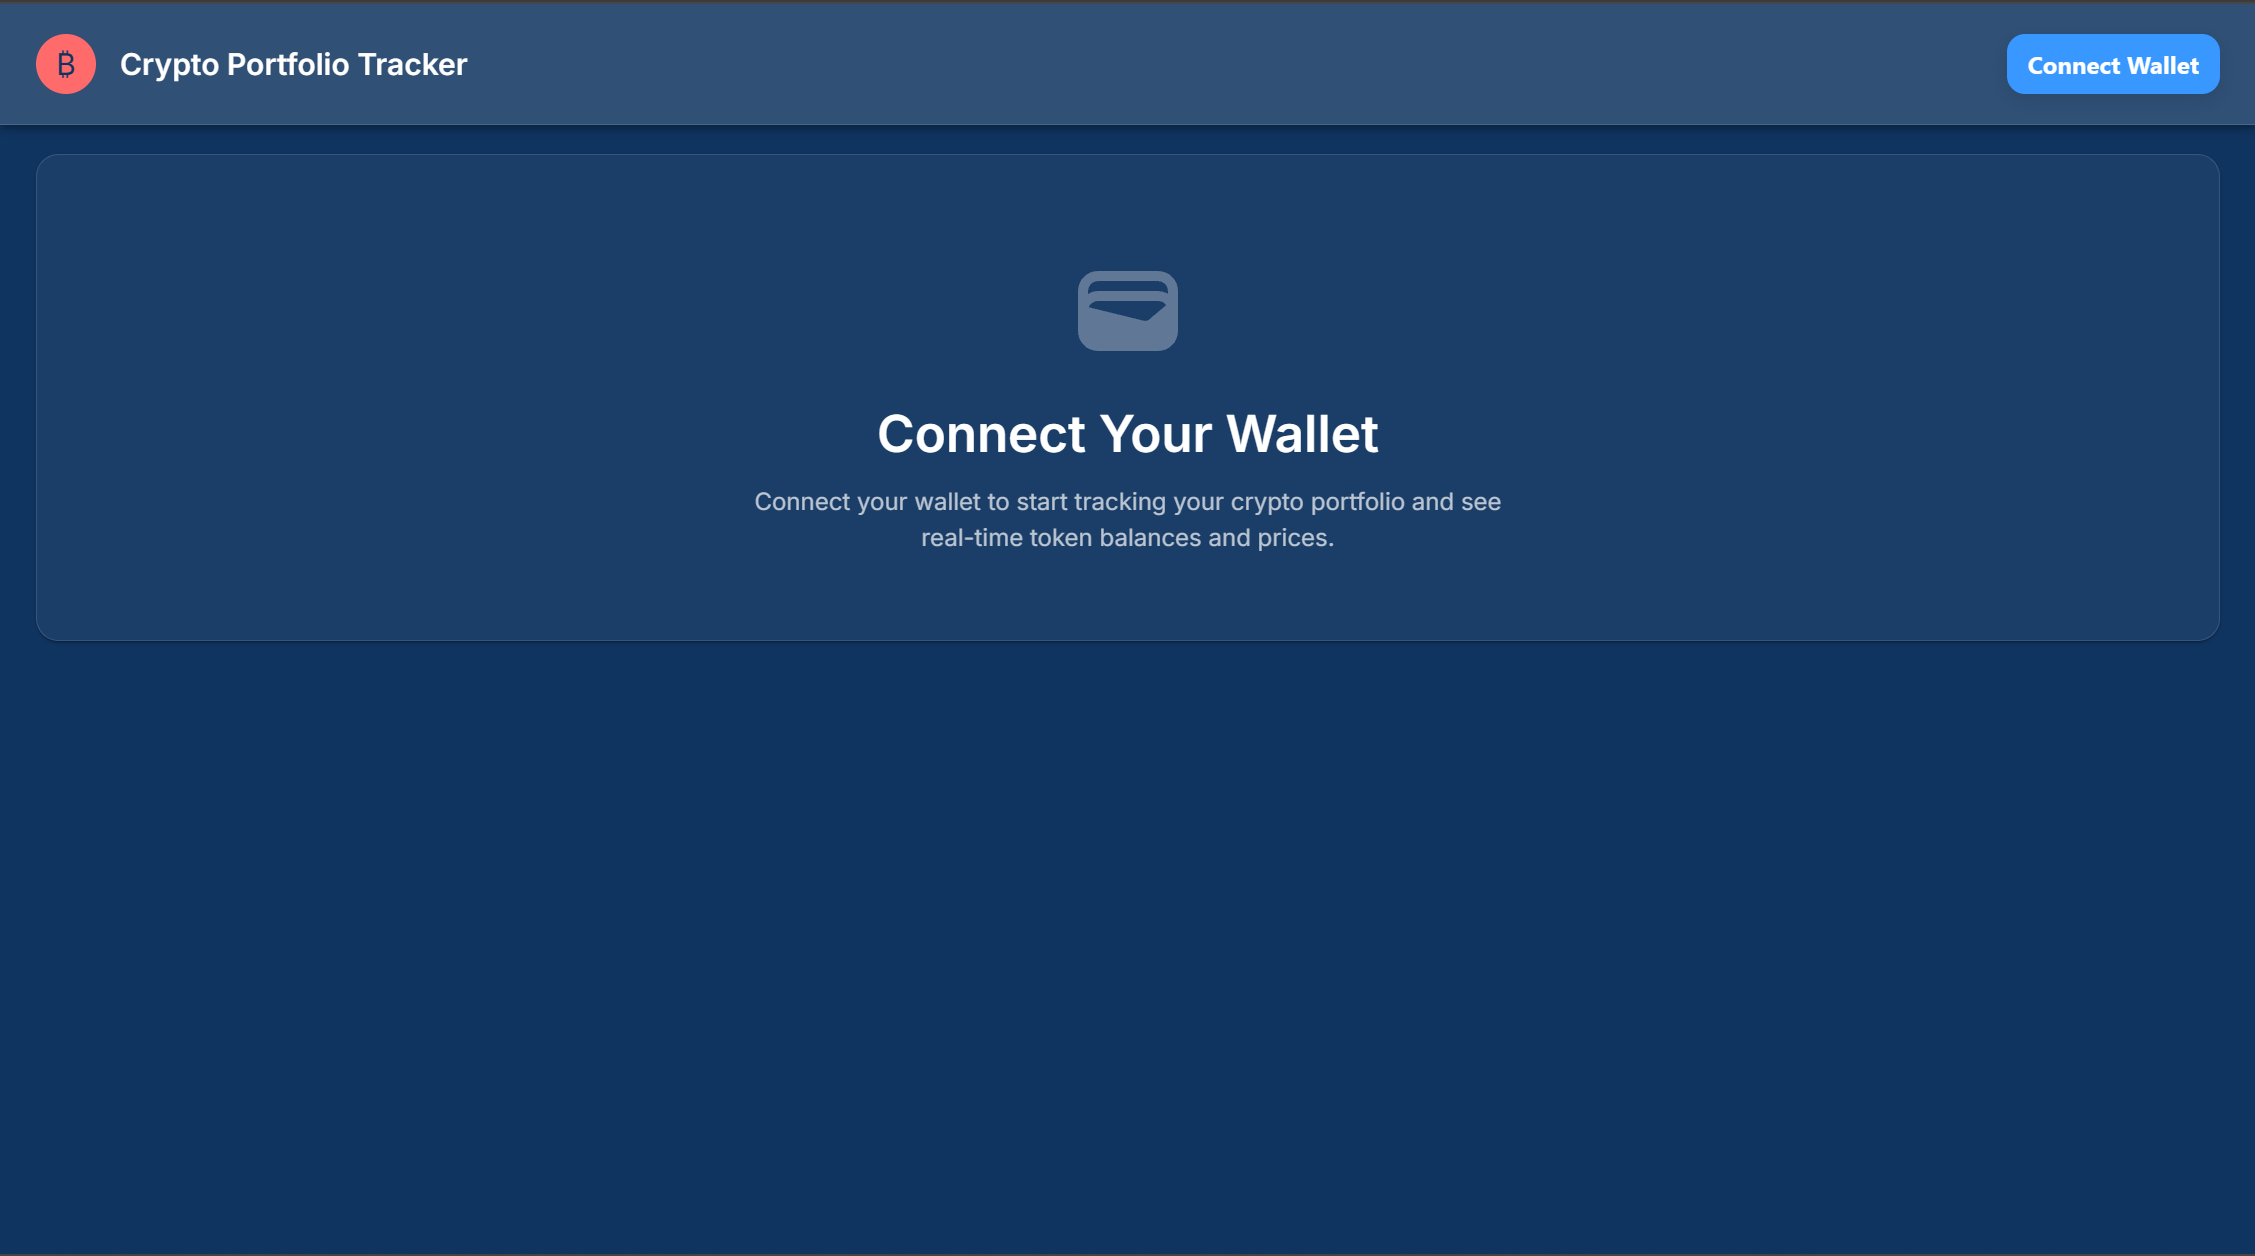 ₿
Crypto Portfolio Tracker
Connect Wallet
Connect Your Wallet
Connect your wallet to start tracking your crypto portfolio and see
real-time token balances and prices.